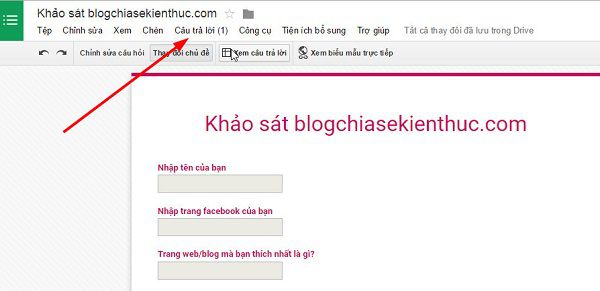 Khảo sát blogchiasekienthuc.com
Tệp Chỉnh sửa Xem Chèn Câu trả lời (1) Công cụ Tiện ích bổ sung Trợ giúp Tất cả thay đổi đã lưu trong Drive
Chỉnh sửa câu hỏi Thay đổi chủ đề Xem câu trả lời Xem biểu mẫu trực tiếp
Khảo sát blogchiasekienthuc.com
Nhập tên của bạn
Nhập trang facebook của bạn
Trang web/blog mà bạn thích nhất là gì?